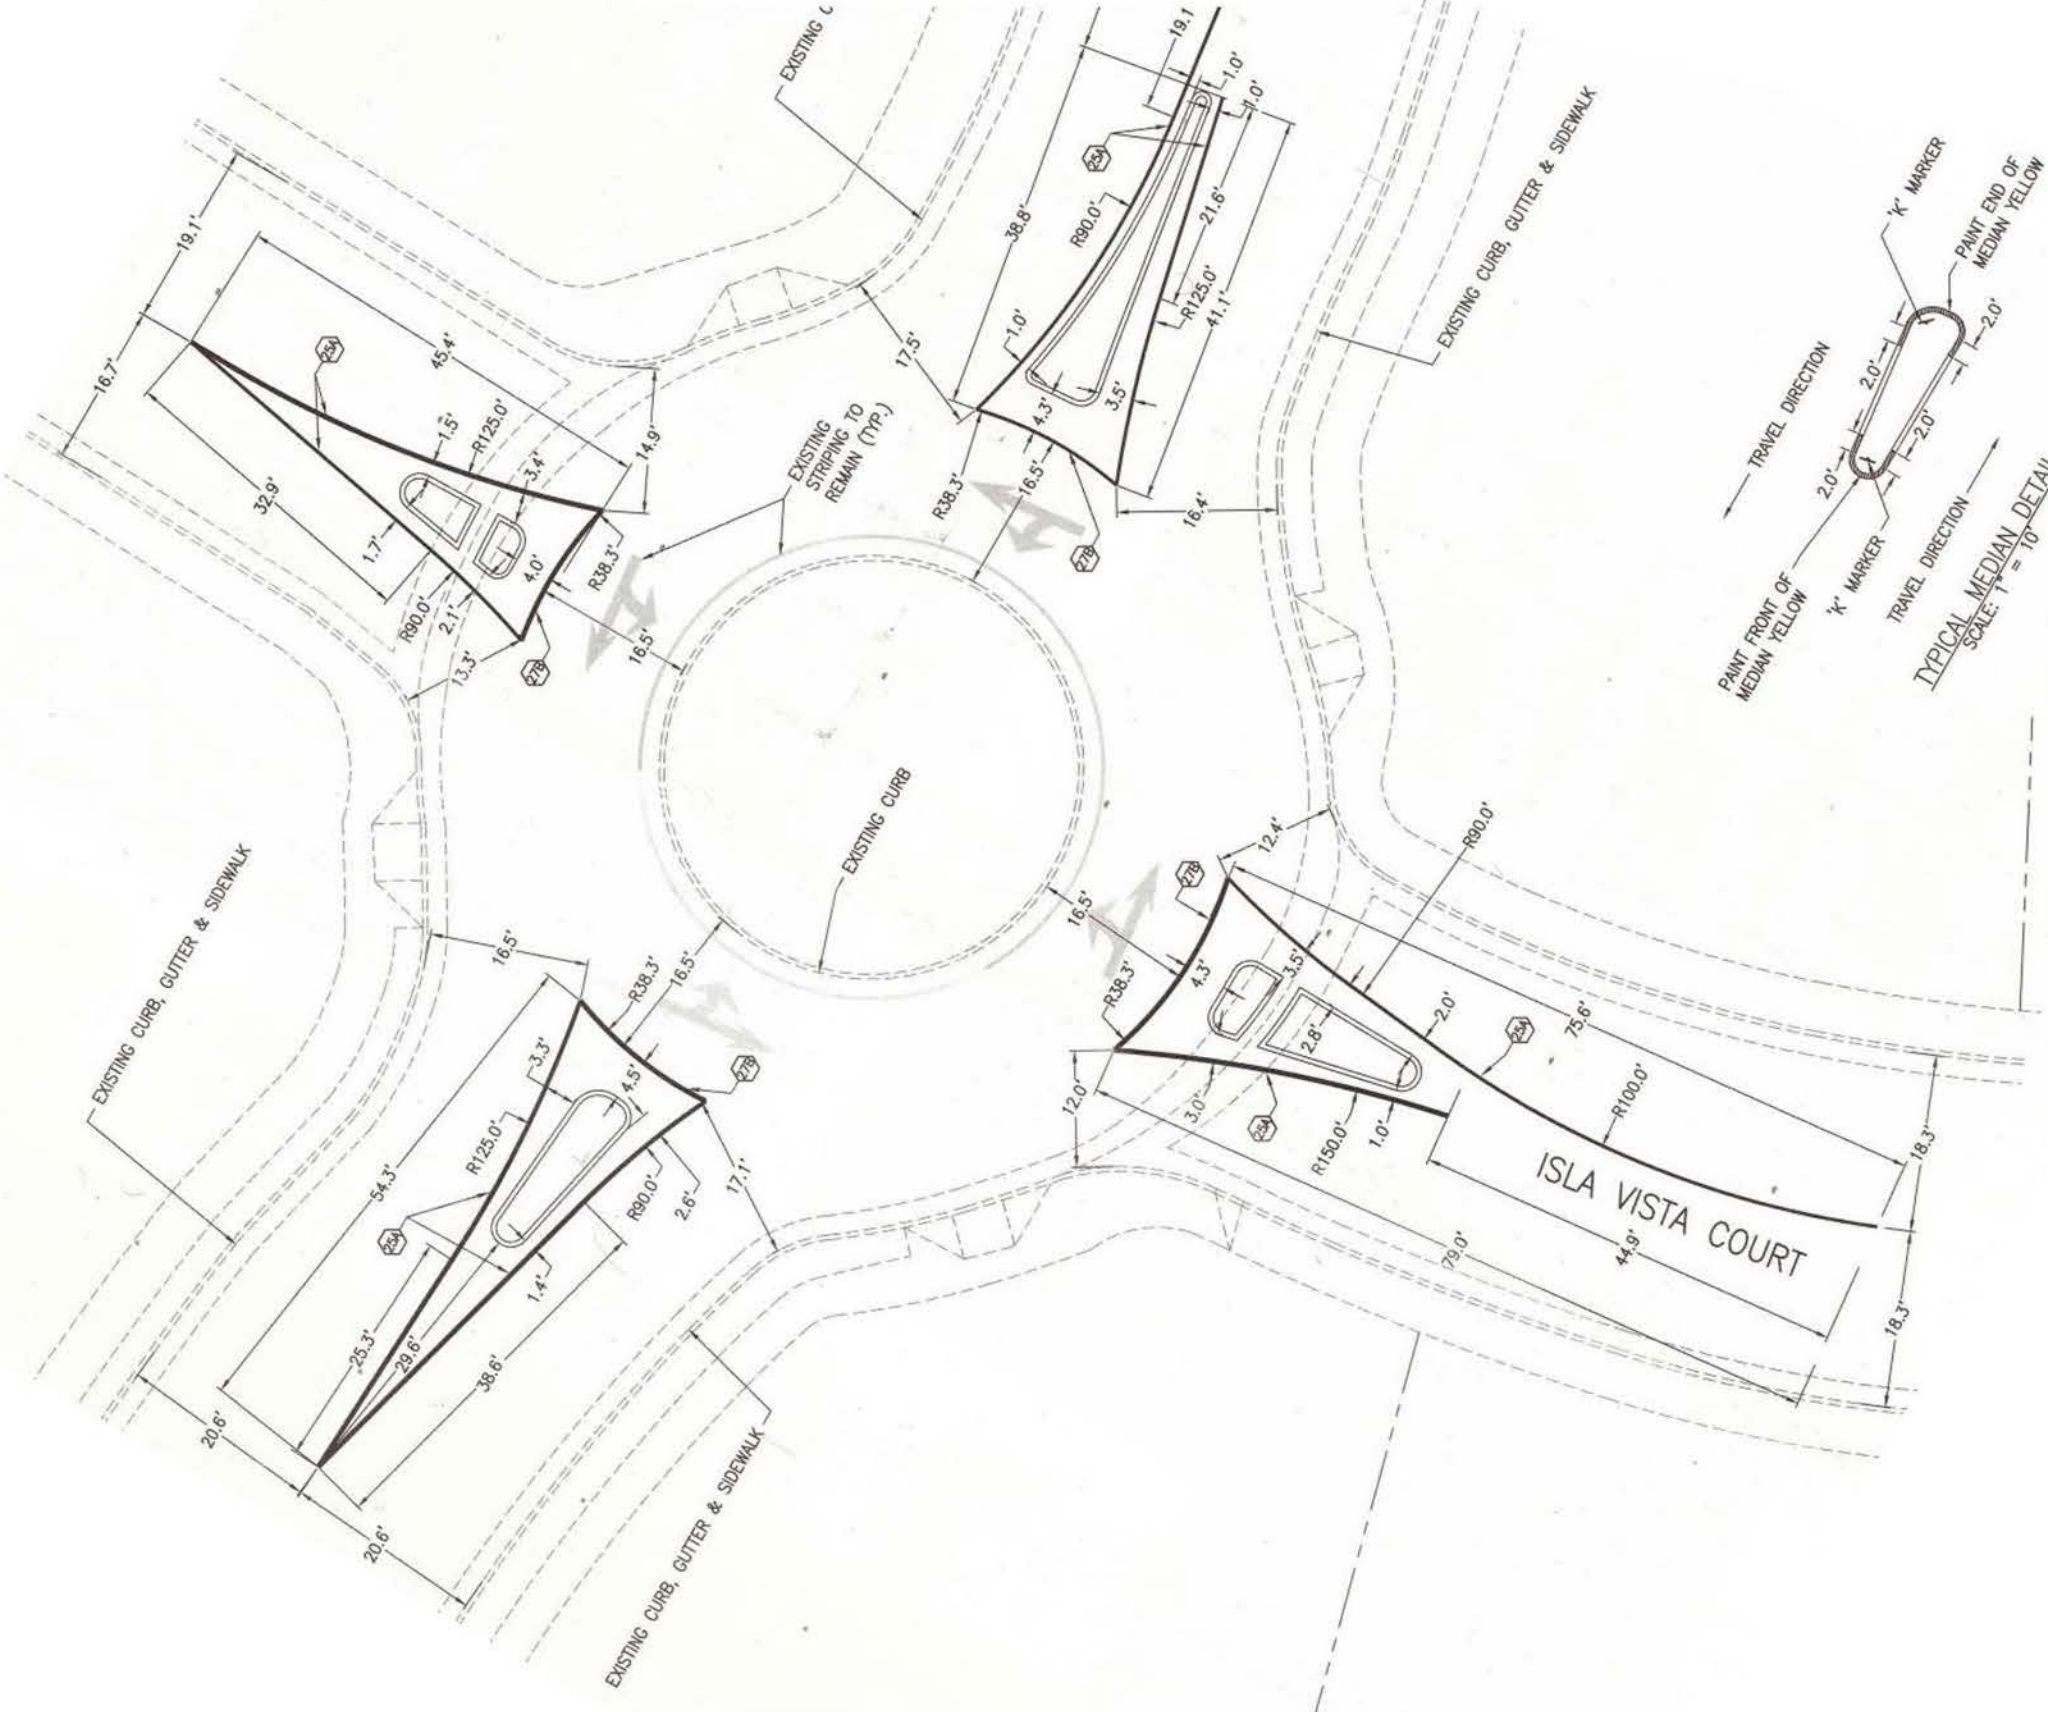 EXISTING C
19.1
1.0'
1.0'
25A
38.8'
R90.0'
21.6'
R125.0'
41.1'
1.0'
17.5'
4.3'
3.5'
R38.3'
16.5'
16.4'
27B
EXISTING CURB, GUTTER & SIDEWALK
19.1'
16.7'
25A
45.4'
1.5'
R125.0'
32.9'
3.4'
14.9'
1.7'
4.0'
R38.3'
R90.0'
2.1'
13.3'
27B
16.5'
EXISTING
STRIPING TO
REMAIN (TYP.)
EXISTING CURB
'K' MARKER
PAINT END OF
MEDIAN YELLOW
TRAVEL DIRECTION
2.0'
2.0'
2.0'
2.0'
PAINT FRONT OF
MEDIAN YELLOW
'K' MARKER
TRAVEL DIRECTION
TYPICAL MEDIAN DETAIL
SCALE: 1" = 10'
EXISTING CURB, GUTTER & SIDEWALK
16.5'
R38.3'
16.5'
3.3'
4.5'
27B
R125.0'
54.3'
17.1'
R90.0'
2.6'
25A
1.4'
25.3'
29.6'
38.6'
20.6'
20.6'
EXISTING CURB, GUTTER & SIDEWALK
27B
12.4'
R90.0'
16.5'
R38.3'
4.3'
3.5'
2.8'
2.0'
75.6'
25A
12.0'
3.0'
25A
R150.0'
1.0'
R100.0'
18.3'
ISLA VISTA COURT
44.9'
79.0'
18.3'